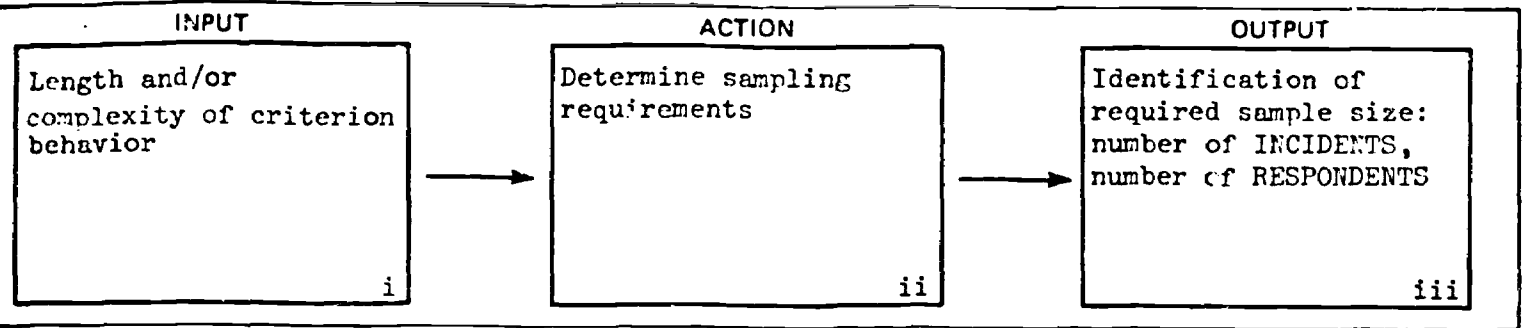 INPUT
Length and/or
complexity of criterion
behavior
i
ACTION
Determine sampling
requirements
ii
OUTPUT
Identification of
required sample size:
number of INCIDENTS,
number of RESPONDENTS
iii